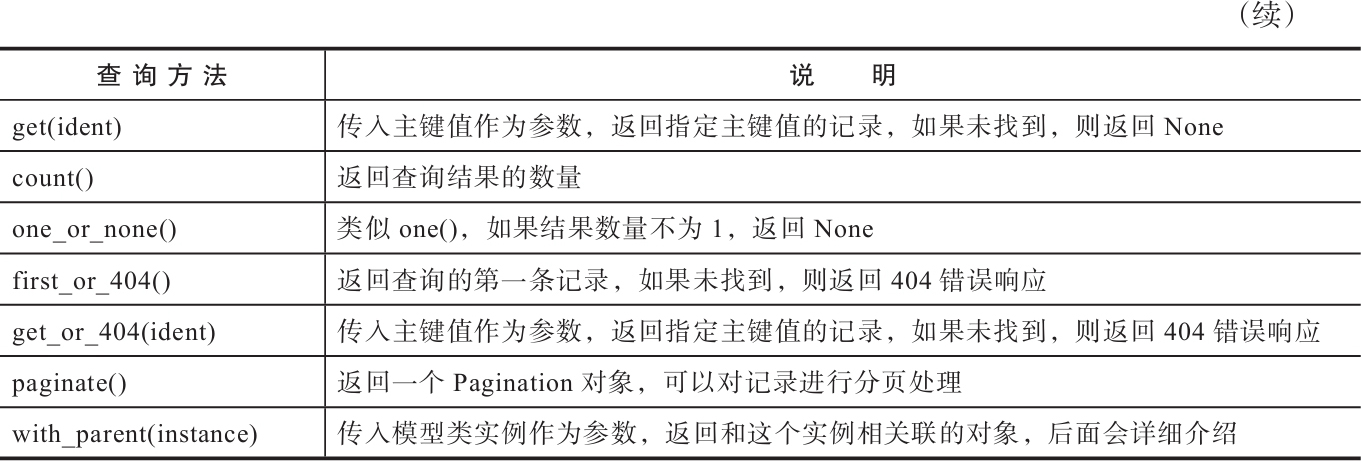 （续）
查 询 方 法 说 明
get(ident) 传入主键值作为参数，返回指定主键值的记录，如果未找到，则返回 None
count() 返回查询结果的数量
one_or_none() 类似 one()，如果结果数量不为 1，返回 None
first_or_404() 返回查询的第一条记录，如果未找到，则返回 404 错误响应
get_or_404(ident) 传入主键值作为参数，返回指定主键值的记录，如果未找到，则返回 404 错误响应
paginate() 返回一个 Pagination 对象，可以对记录进行分页处理
with_parent(instance) 传入模型类实例作为参数，返回和这个实例相关联的对象，后面会详细介绍